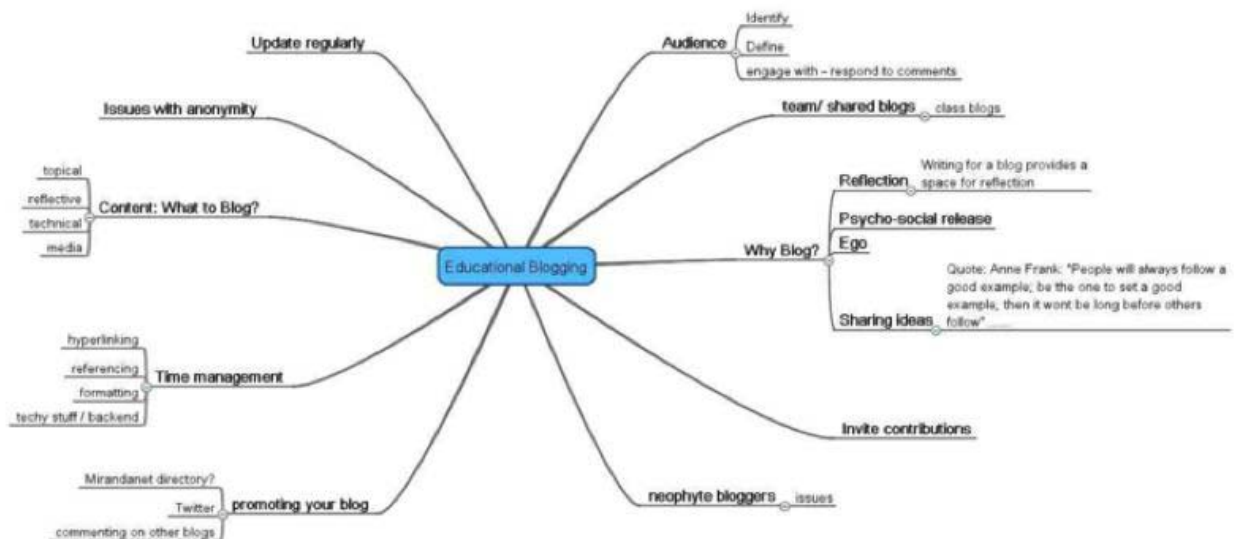 Update regularly
Issues with anonymity
topical
reflective
technical
media
Content: What to Blog?
hyperlinking
referencing
formatting
techy stuff / backend
Time management
Mirandanet directory?
Twitter
commenting on other blogs
promoting your blog
Educational Blogging
Audience
Identify
Define
engage with – respond to comments
team/ shared blogs
class blogs
Why Blog?
Reflection
Writing for a blog provides a
space for reflection
Psycho-social release
Ego
Sharing ideas
Quote: Anne Frank: "People will always follow a
good example; be the one to set a good
example, then it wont be long before others
follow"
Invite contributions
neophyte bloggers
issues